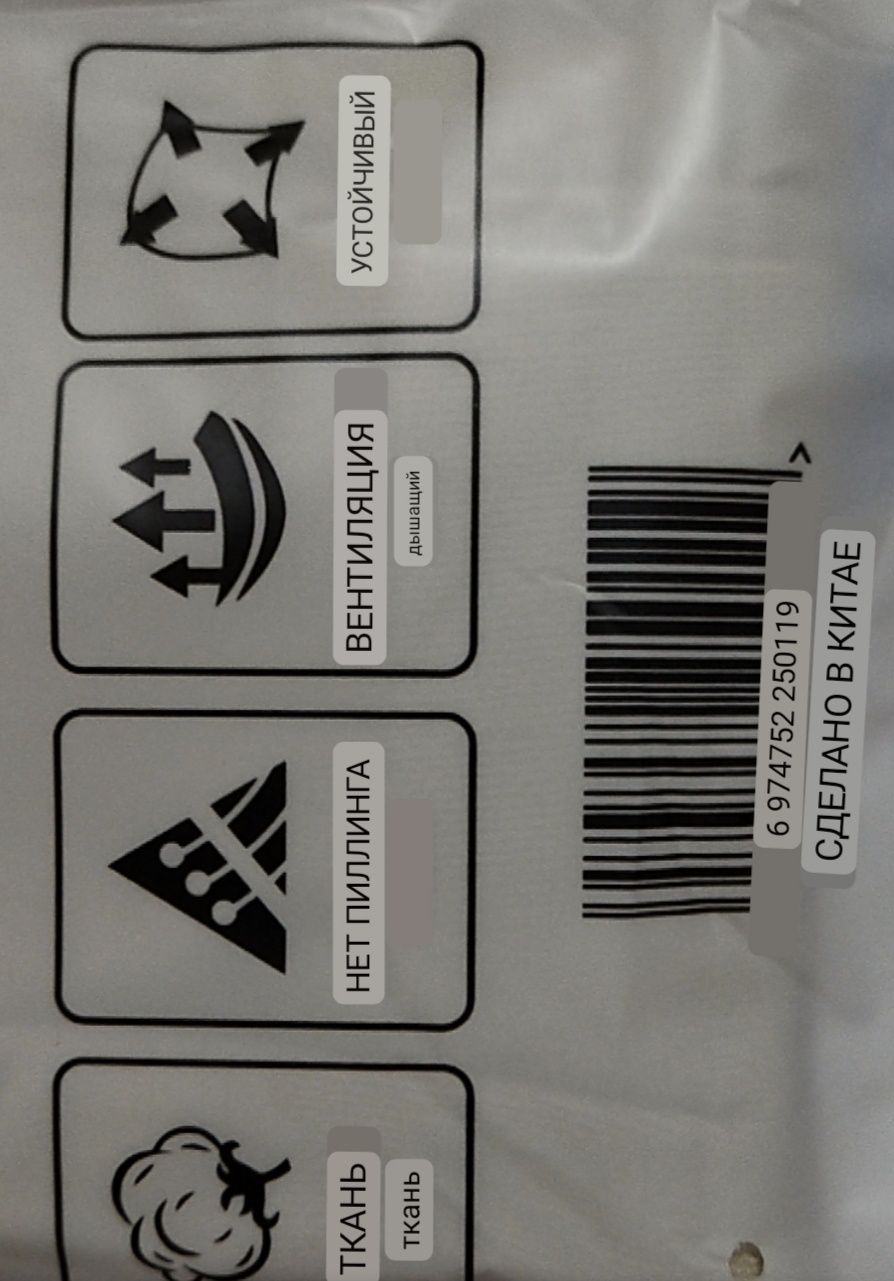 ТКАНЬ
ткань
НЕТ ПИЛЛИНГА
ВЕНТИЛЯЦИЯ
дышащий
УСТОЙЧИВЫЙ
6 974752 250119
>
СДЕЛАНО В КИТАЕ